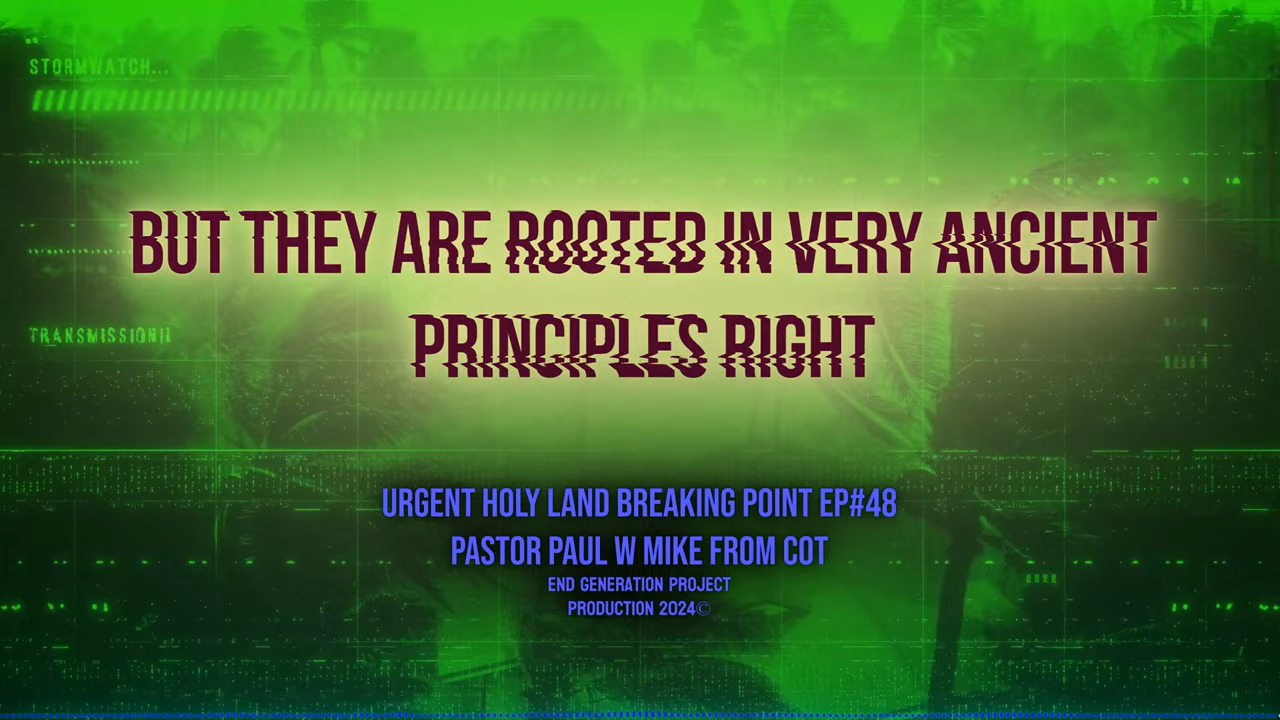 STORMWATCH...
BUT THEY ARE ROOTED IN VERY ANCIENT
PRINCIPLES RIGHT
TRANSMISSION
URGENT HOLY LAND BREAKING POINT EP#48
PASTOR PAUL W MIKE FROM COT
END GENERATION PROJECT
PRODUCTION 2024©